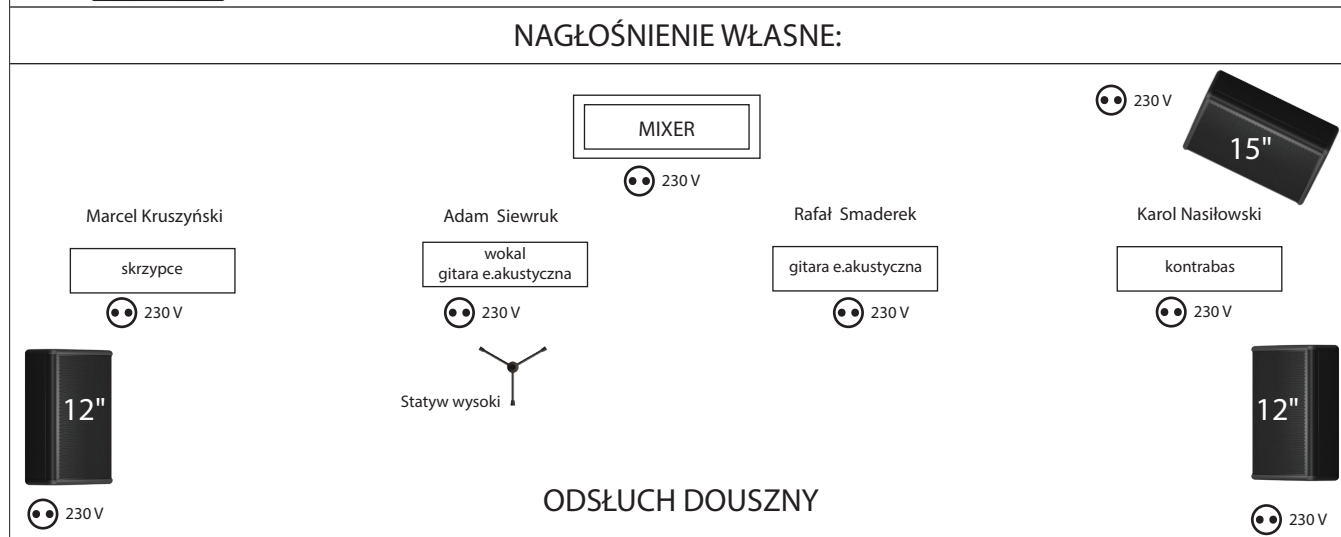 NAGŁOŚNIENIE WŁASNE:
230 V
15"
MIXER
230 V
Marcel Kruszyński
Adam Siewruk
Rafał Smaderek
Karol Nasiłowski
skrzypce
wokal
gitara e.akustyczna
gitara e.akustyczna
kontrabas
230 V
230 V
230 V
230 V
12"
Statyw wysoki
12"
ODSŁUCH DOUSZNY
230 V
230 V